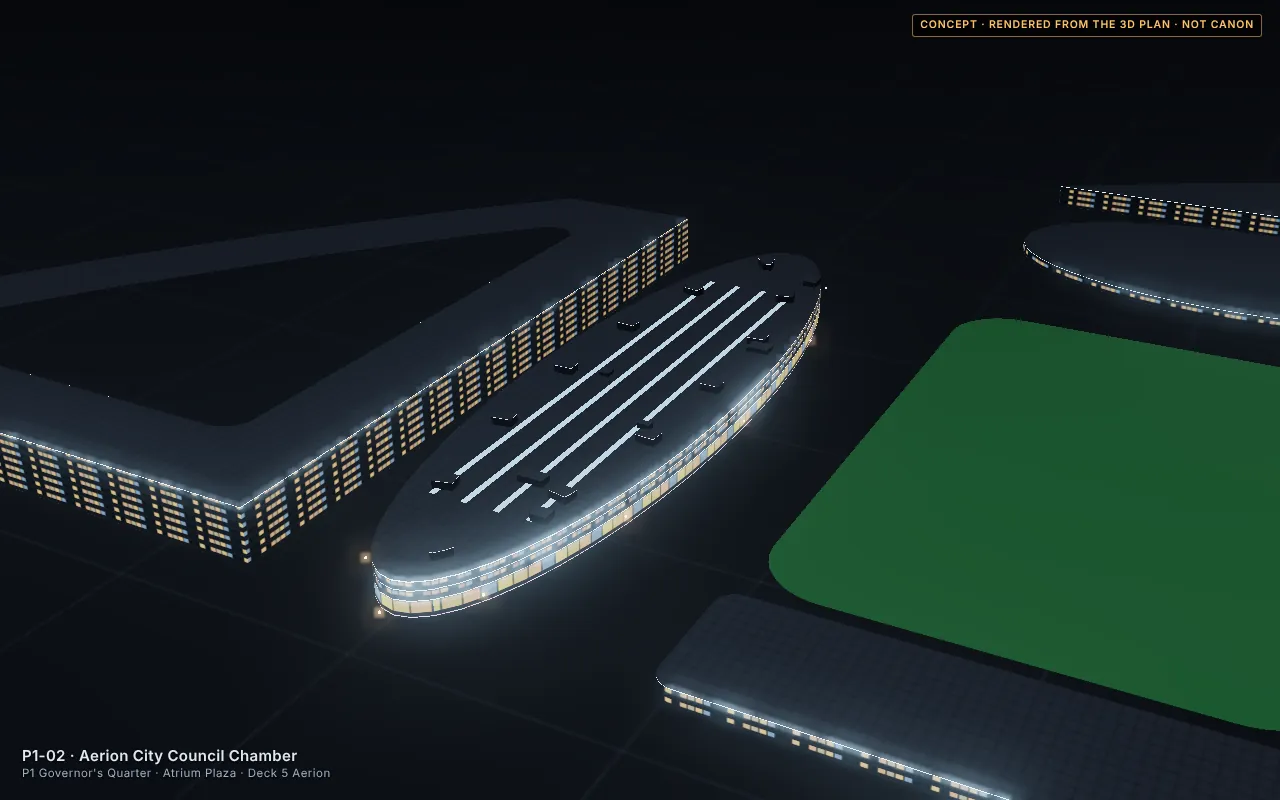 CONCEPT · RENDERED FROM THE 3D PLAN · NOT CANON
P1-02 · Aerion City Council Chamber
P1 Governor's Quarter · Atrium Plaza · Deck 5 Aerion